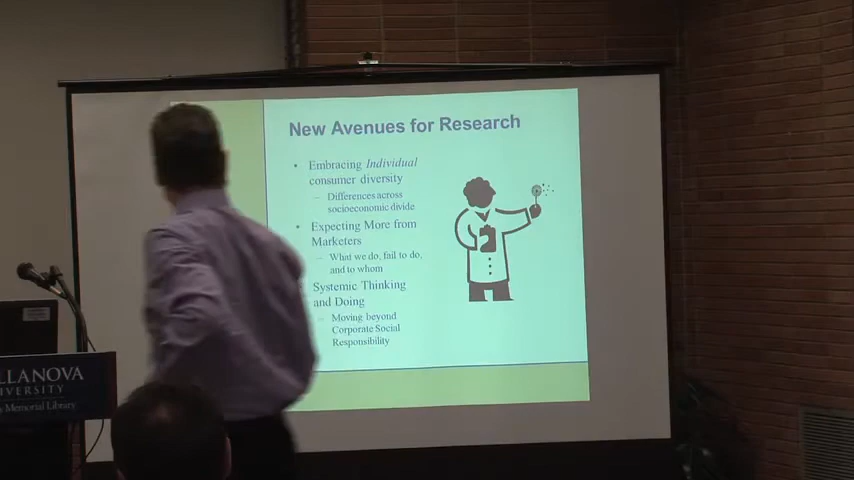 New Avenues for Research
• Embracing Individual
consumer diversity
– Differences across
socioeconomic divide
• Expecting More from
Marketers
– What we do, fail to do,
and to whom
Systemic Thinking
and Doing
– Moving beyond
Corporate Social
Responsibility
LLANOVA
IVERSITY
Memorial Library